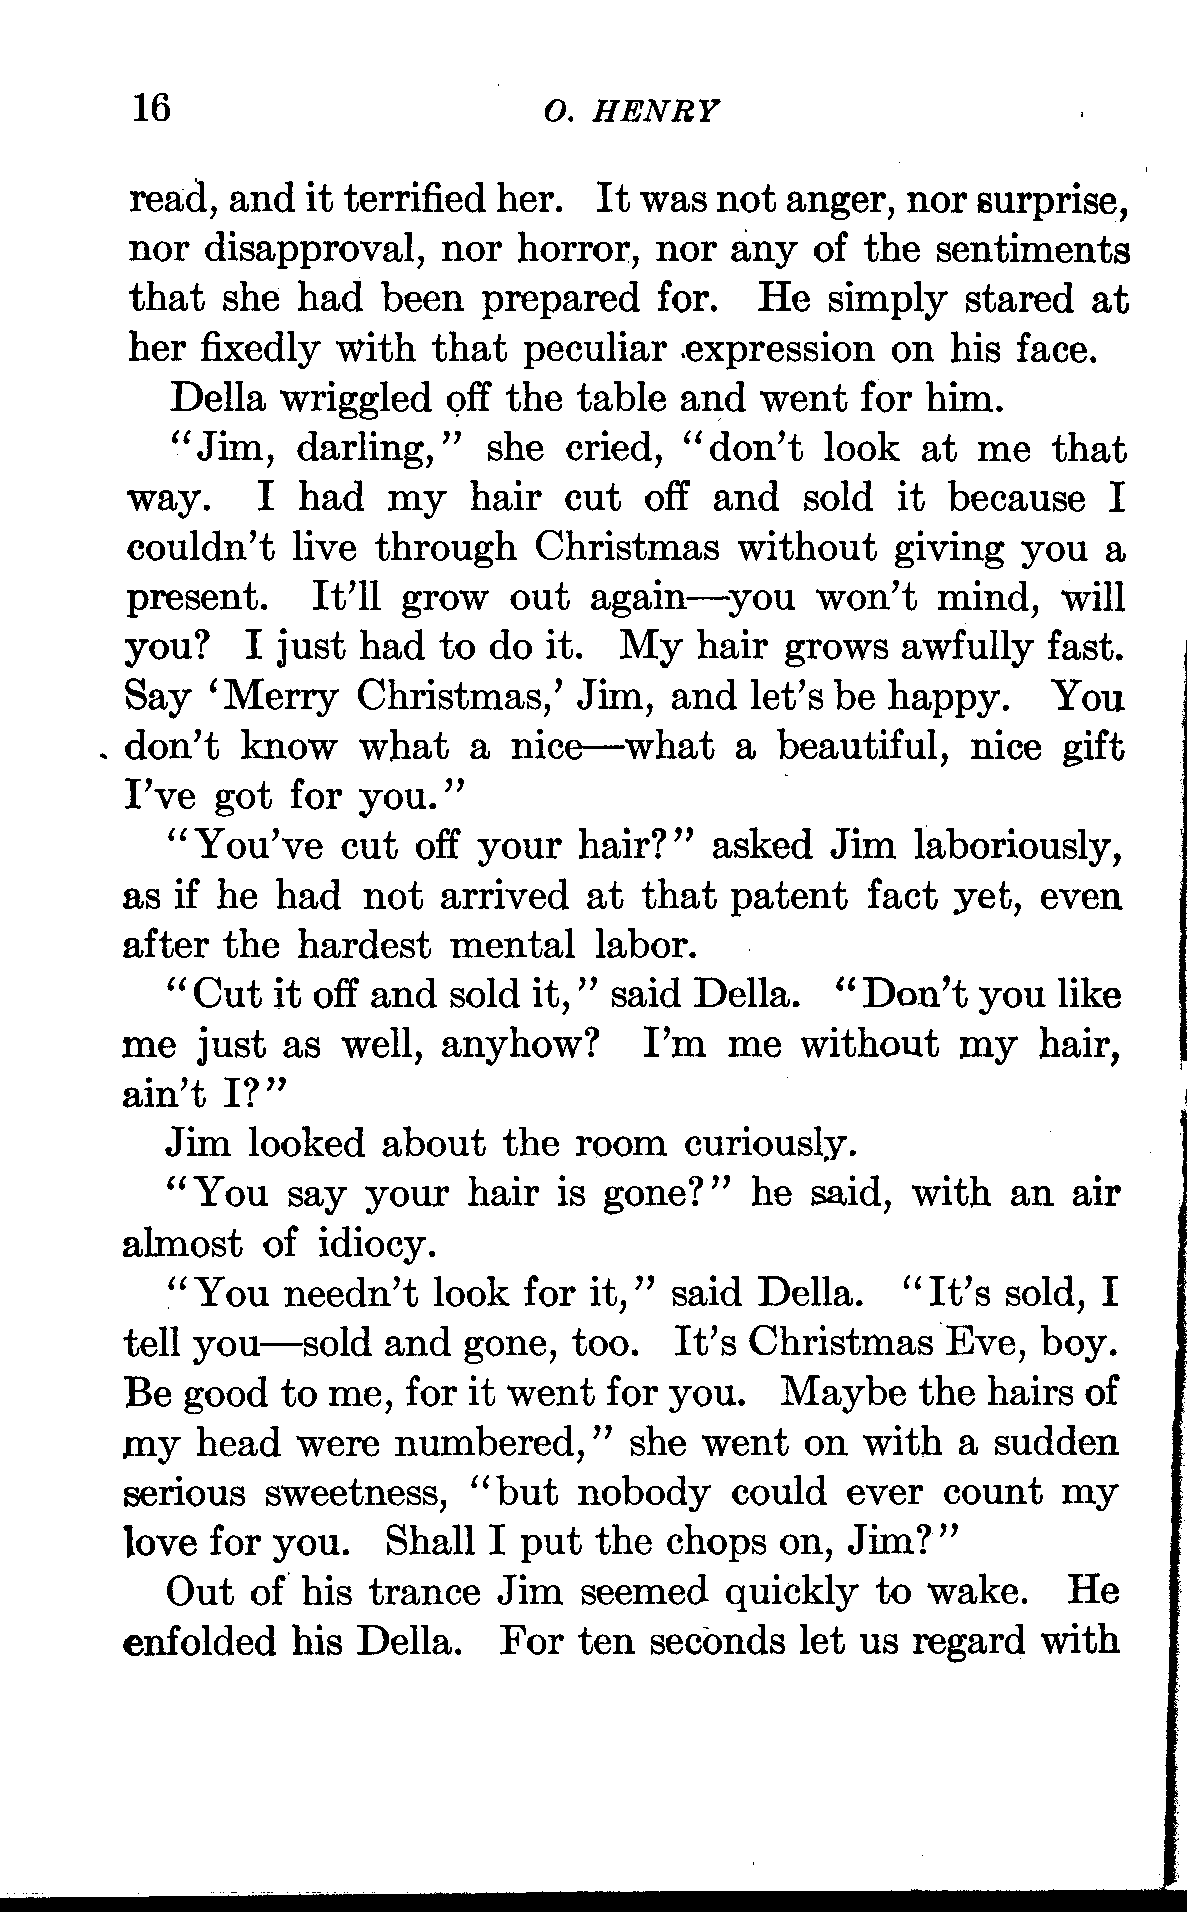 16 O. HENRY
read, and it terrified her. It was not anger, nor surprise,
nor disapproval, nor horror, nor any of the sentiments
that she had been prepared for. He simply stared at
her fixedly with that peculiar expression on his face.
Della wriggled off the table and went for him.
"Jim, darling," she cried, "don't look at me that
way. I had my hair cut off and sold it because I
couldn't live through Christmas without giving you a
present. It'll grow out again—you won't mind, will
you? I just had to do it. My hair grows awfully fast.
Say 'Merry Christmas,' Jim, and let's be happy. You
don't know what a nice—what a beautiful, nice gift
I've got for you."
"You've cut off your hair?" asked Jim laboriously,
as if he had not arrived at that patent fact yet, even
after the hardest mental labor.
"Cut it off and sold it," said Della. "Don't you like
me just as well, anyhow? I'm me without my hair,
ain't I?"
Jim looked about the room curiously.
"You say your hair is gone?" he said, with an air
almost of idiocy.
"You needn't look for it," said Della. "It's sold, I
tell you—sold and gone, too. It's Christmas Eve, boy.
Be good to me, for it went for you. Maybe the hairs of
my head were numbered," she went on with a sudden
serious sweetness, "but nobody could ever count my
love for you. Shall I put the chops on, Jim?"
Out of his trance Jim seemed quickly to wake. He
enfolded his Della. For ten seconds let us regard with